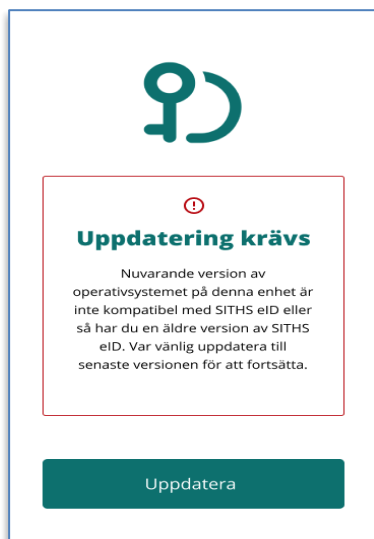 Uppdatering krävs
Nuvarande version av
operativsystemet på denna enhet är
inte kompatibel med SITHS eID eller
så har du en äldre version av SITHS
eID. Var vänlig uppdatera till
senaste versionen för att fortsätta.
Uppdatera